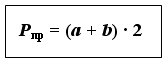 Pпр = (a + b) · 2